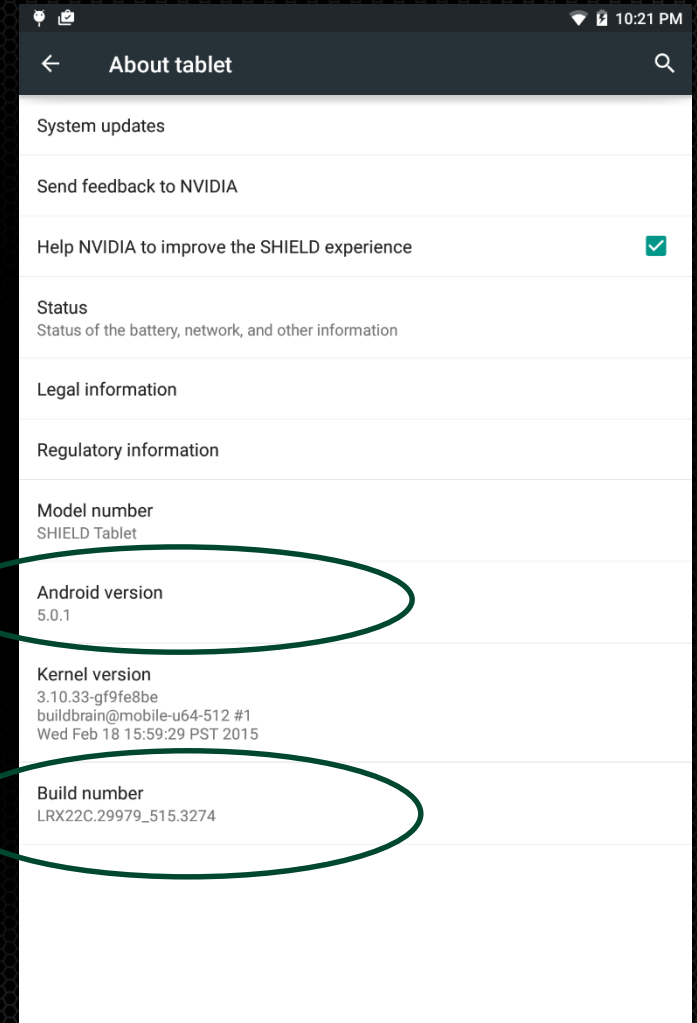 10:21 PM
About tablet
System updates
Send feedback to NVIDIA
Help NVIDIA to improve the SHIELD experience
Status
Status of the battery, network, and other information
Legal information
Regulatory information
Model number
SHIELD Tablet
Android version
5.0.1
Kernel version
3.10.33-gf9fe8be
buildbrain@mobile-u64-512 #1
Wed Feb 18 15:59:29 PST 2015
Build number
LRX22C.29979_515.3274